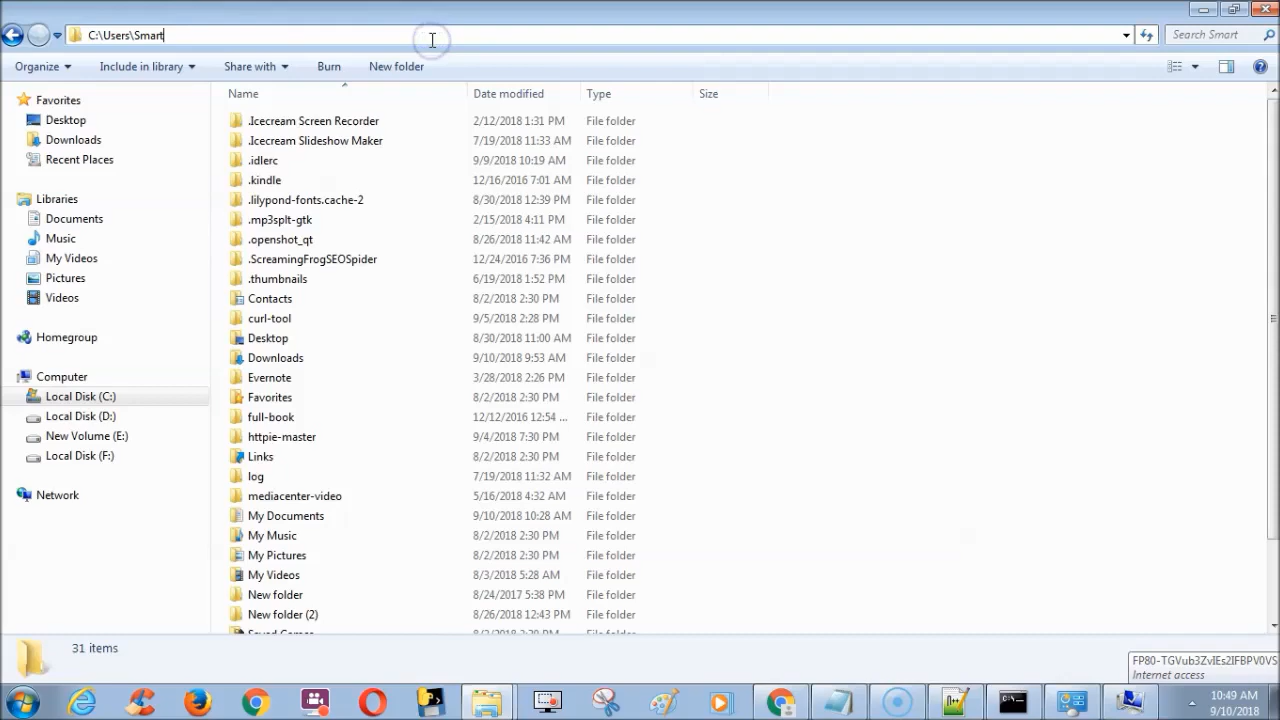 C:\Users\Smart
Search Smart
Organize
Include in library
Share with
Burn
New folder
Name
Date modified
Type
Size
Favorites
Desktop
Downloads
Recent Places
Libraries
Documents
Music
My Videos
Pictures
Videos
Homegroup
Computer
Local Disk (C:)
Local Disk (D:)
New Volume (E:)
Local Disk (F:)
Network
.Icecream Screen Recorder 2/12/2018 1:31 PM File folder
.Icecream Slideshow Maker 7/19/2018 11:33 AM File folder
.idlerc 9/9/2018 10:19 AM File folder
.kindle 12/16/2016 7:01 AM File folder
.lilypond-fonts.cache-2 8/30/2018 12:39 PM File folder
.mp3splt-gtk 2/15/2018 4:11 PM File folder
.openshot_qt 8/26/2018 11:42 AM File folder
.ScreamingFrogSEOSpider 12/24/2016 7:36 PM File folder
.thumbnails 6/19/2018 1:52 PM File folder
Contacts 8/2/2018 2:30 PM File folder
curl-tool 9/5/2018 2:28 PM File folder
Desktop 8/30/2018 11:00 AM File folder
Downloads 9/10/2018 9:53 AM File folder
Evernote 3/28/2018 2:26 PM File folder
Favorites 8/2/2018 2:30 PM File folder
full-book 12/12/2016 12:54 ... File folder
httpie-master 9/4/2018 7:30 PM File folder
Links 8/2/2018 2:30 PM File folder
log 7/19/2018 11:32 AM File folder
mediacenter-video 5/16/2018 4:32 AM File folder
My Documents 9/10/2018 10:28 AM File folder
My Music 8/2/2018 2:30 PM File folder
My Pictures 8/2/2018 2:30 PM File folder
My Videos 8/3/2018 5:28 AM File folder
New folder 8/24/2017 5:38 PM File folder
New folder (2) 8/26/2018 12:43 PM File folder
Saved Games 8/2/2018 2:30 PM File folder
31 items
Internet access
10:49 AM
9/10/2018